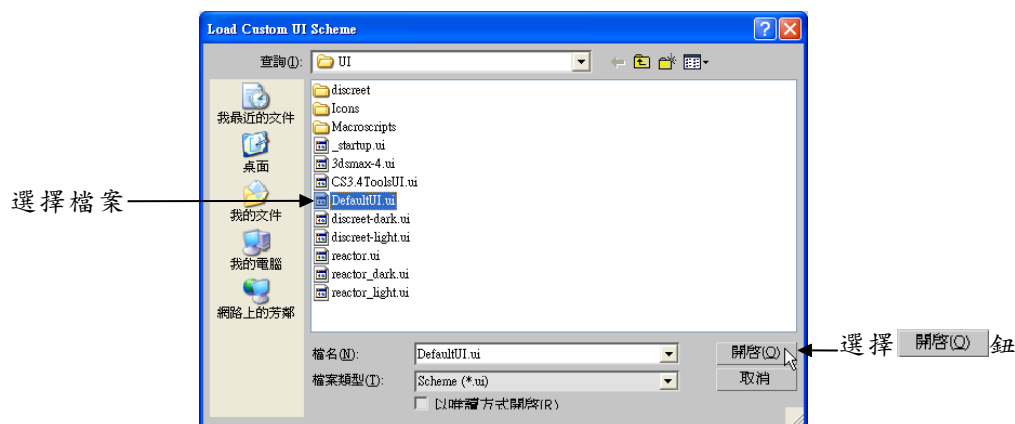 Load Custom UI Scheme
查詢(I): UI
我最近的文件
桌面
我的文件
我的電腦
網路上的芳鄰
discreet
Icons
Macroscripts
_startup.ui
3dsmax-4.ui
CS3.4ToolsUI.ui
DefaultUI.ui
discreet-dark.ui
discreet-light.ui
reactor.ui
reactor_dark.ui
reactor_light.ui
選擇檔案
檔名(N): DefaultUI.ui 開啓(O)
選擇 開啓(O) 鈕
檔案類型(T): Scheme (*.ui) 取消
以唯讀方式開啓(R)